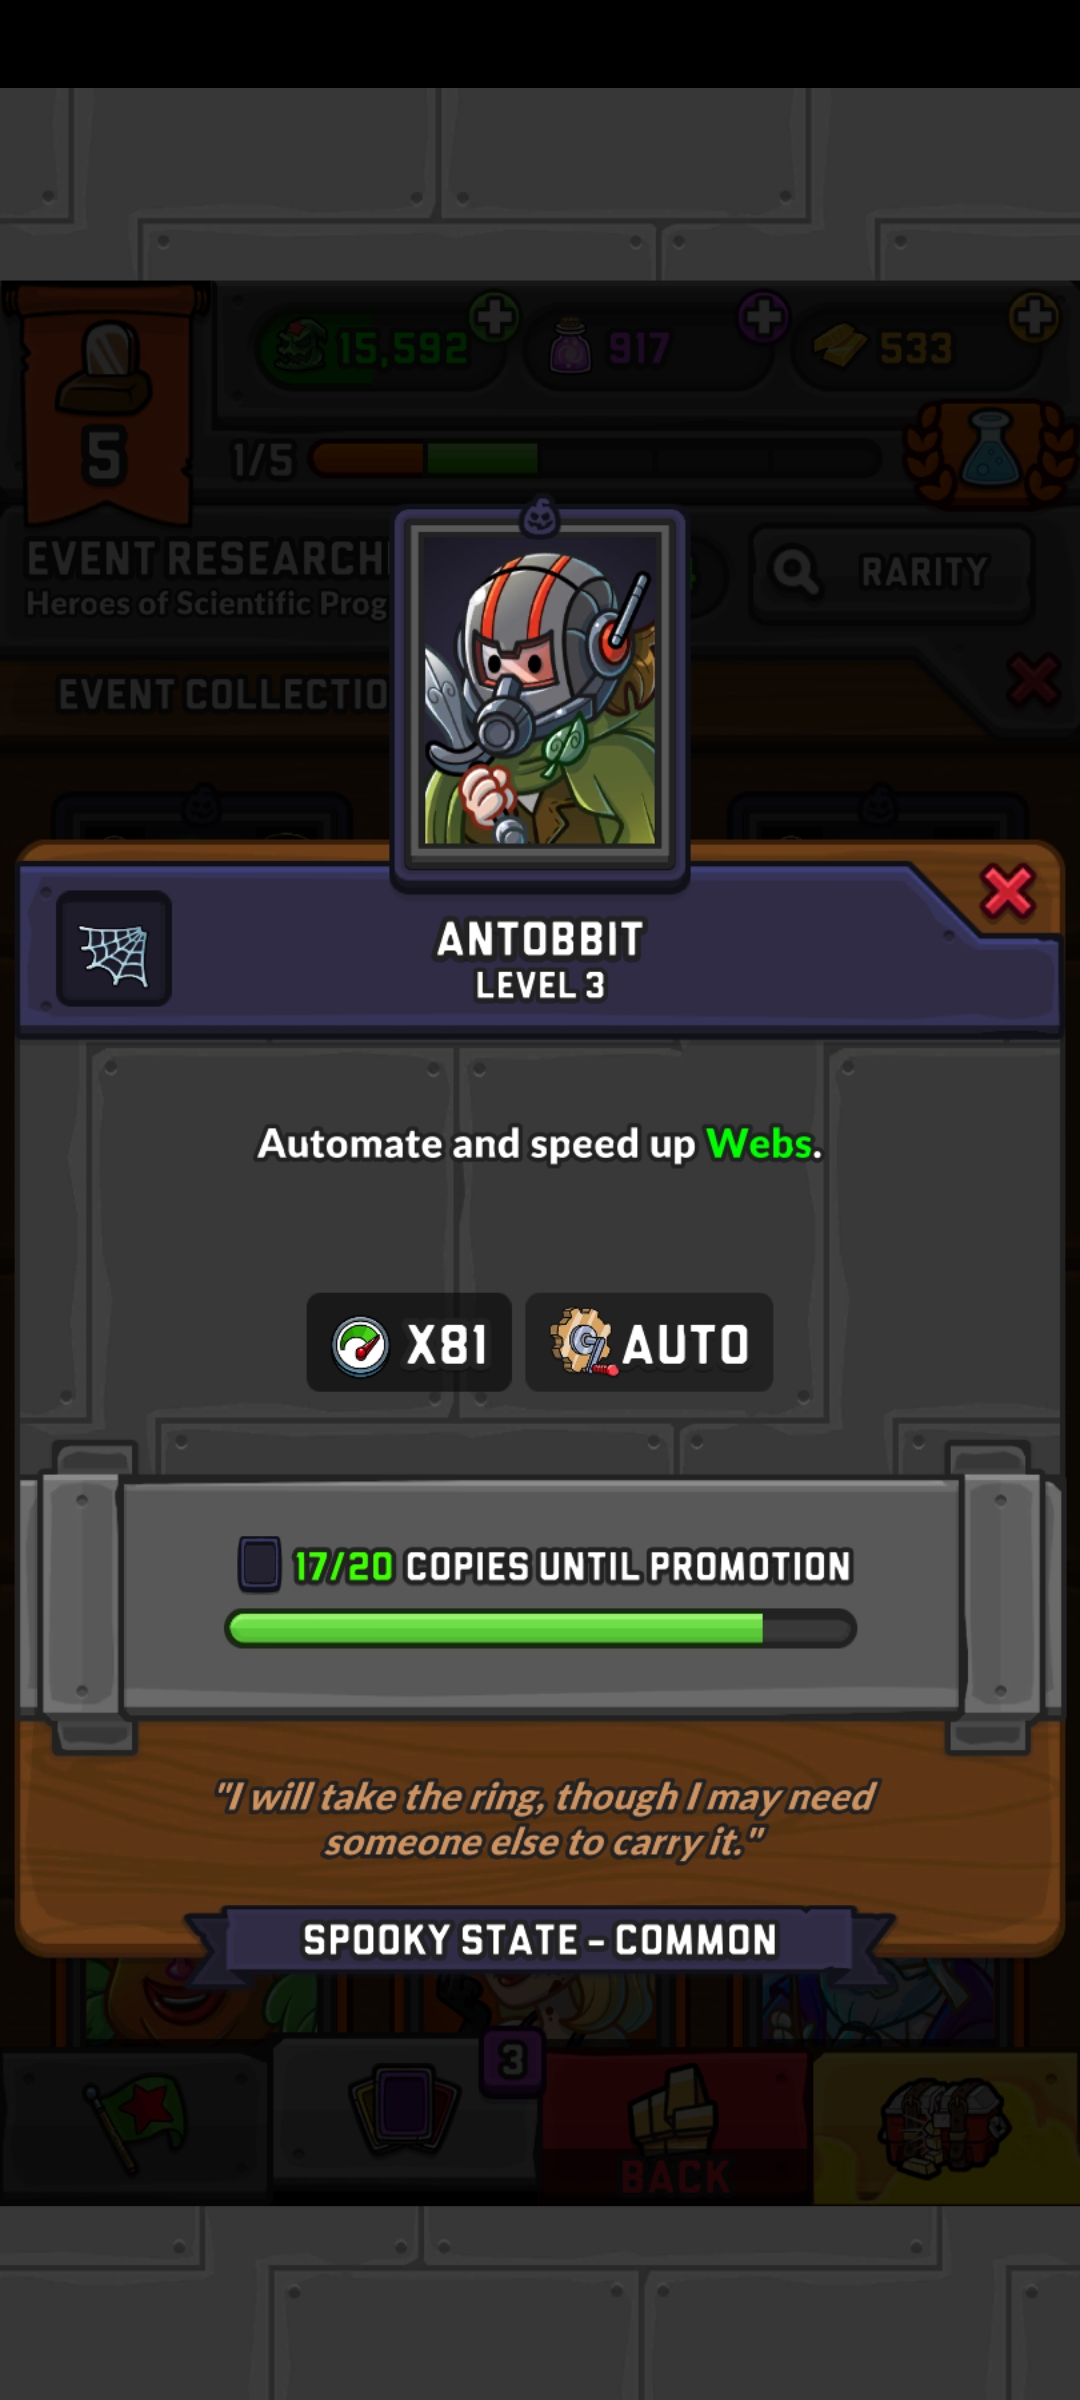 15,592
917
533
5
1/5
EVENT RESEARCH
Heroes of Scientific Prog
RARITY
EVENT COLLECTIO
ANTOBBIT
LEVEL 3
Automate and speed up Webs.
X81
AUTO
17/20 COPIES UNTIL PROMOTION
"I will take the ring, though I may need
someone else to carry it."
SPOOKY STATE - COMMON
3
BACK